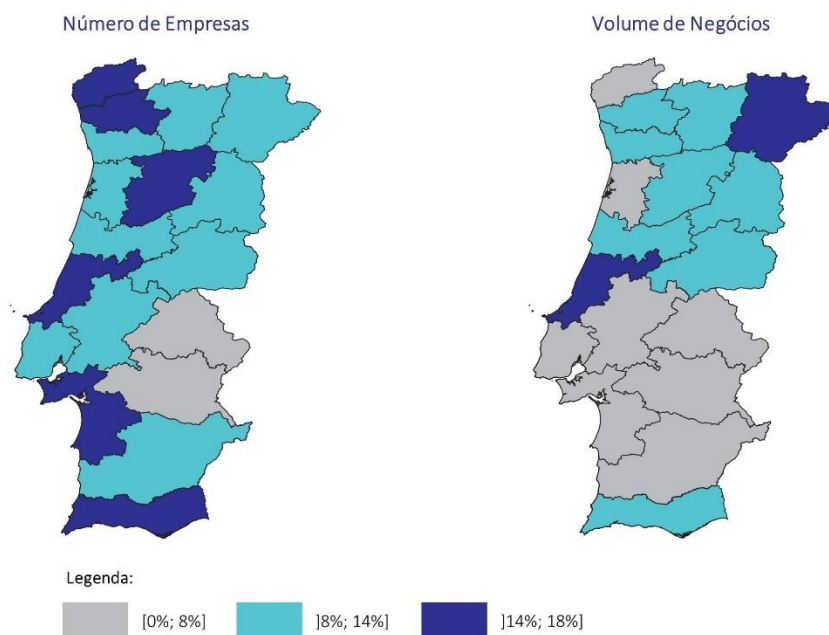 Número de Empresas
Volume de Negócios
Legenda:
[0%; 8%]
]8%; 14%]
]14%; 18%]